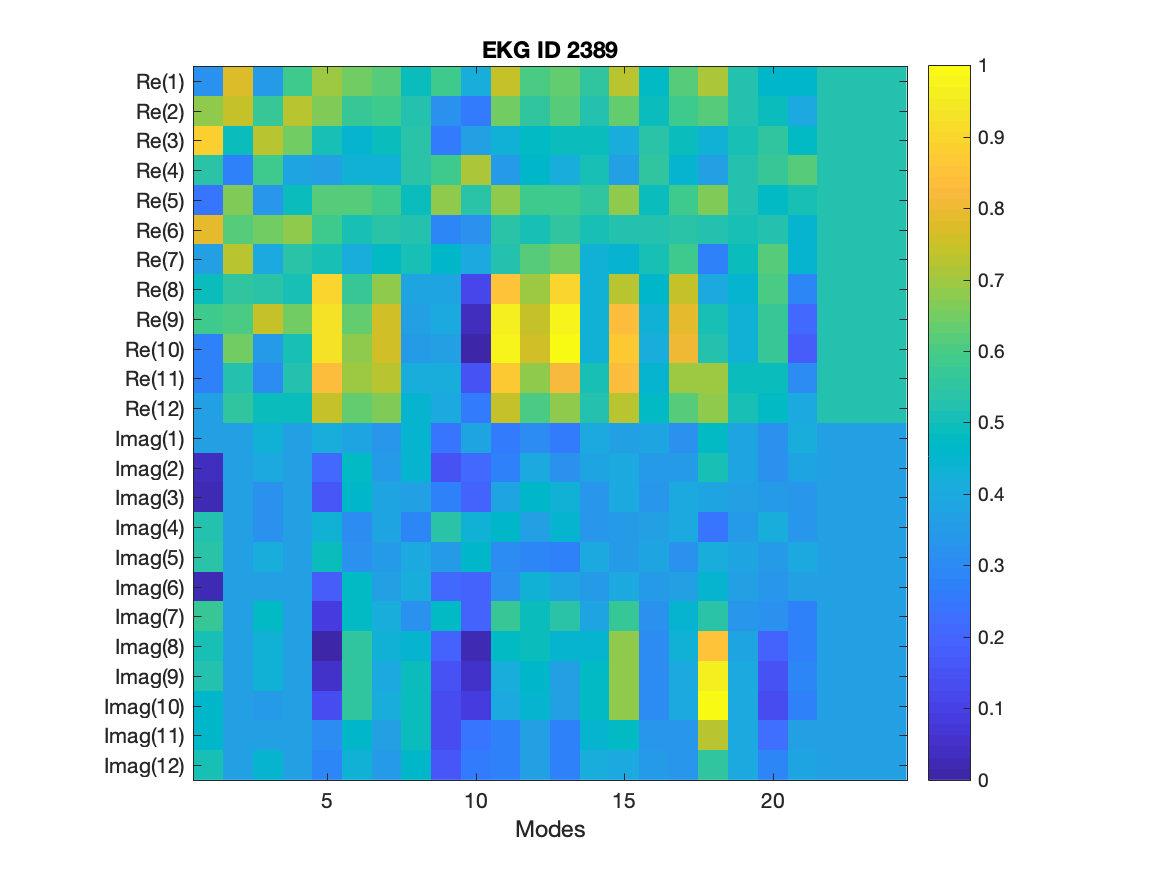 EKG ID 2389
Re(1)
Re(2)
Re(3)
Re(4)
Re(5)
Re(6)
Re(7)
Re(8)
Re(9)
Re(10)
Re(11)
Re(12)
Imag(1)
Imag(2)
Imag(3)
Imag(4)
Imag(5)
Imag(6)
Imag(7)
Imag(8)
Imag(9)
Imag(10)
Imag(11)
Imag(12)
5 10 15 20
Modes
1
0.9
0.8
0.7
0.6
0.5
0.4
0.3
0.2
0.1
0